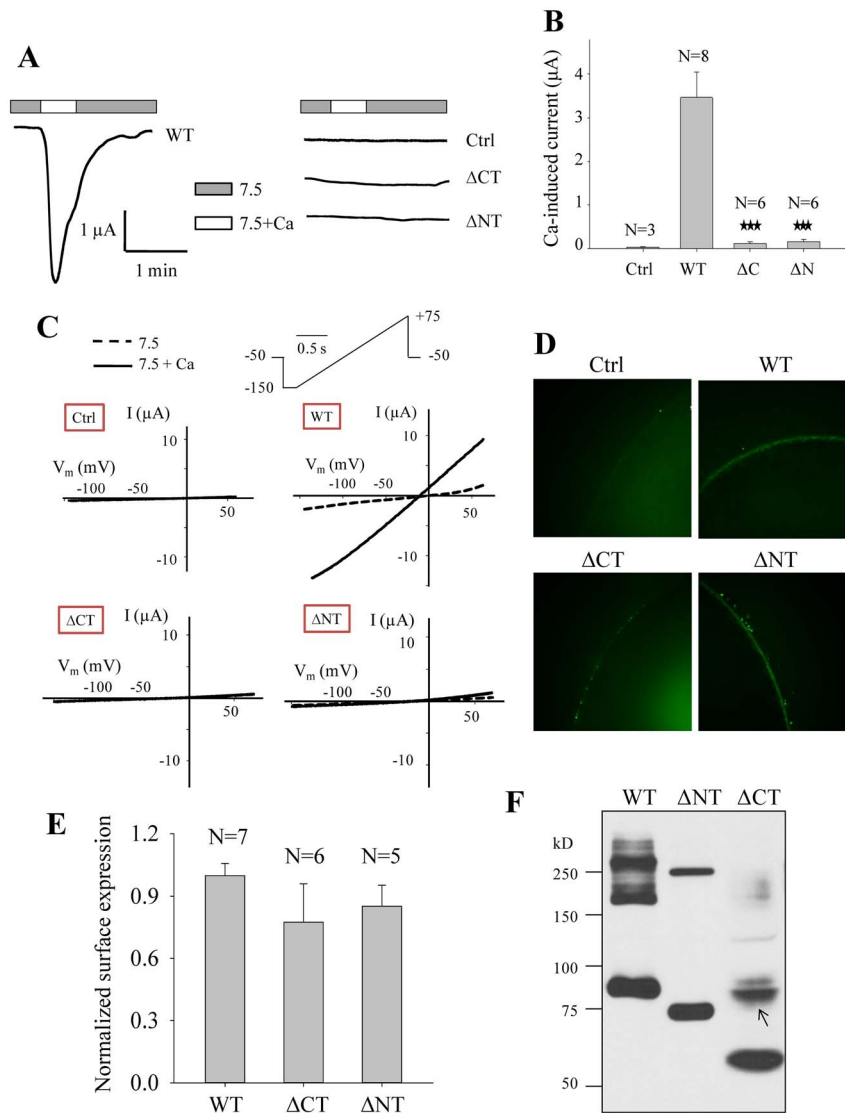 A
WT
7.5
7.5+Ca
1 µA
1 min
Ctrl
ΔCT
ΔNT
B
Ca-induced current (µA)
4
3
2
1
0
N=3
N=8
N=6
N=6
★★★
★★★
Ctrl
WT
ΔC
ΔN
C
7.5
7.5 + Ca
-50
-150
0.5 s
+75
-50
Ctrl
I (µA)
10
Vm (mV)
-100
-50
50
-10
WT
I (µA)
10
Vm (mV)
-100
-50
50
-10
ΔCT
I (µA)
10
Vm (mV)
-100
-50
50
-10
ΔNT
I (µA)
10
Vm (mV)
-100
-50
50
-10
D
Ctrl
WT
ΔCT
ΔNT
E
Normalized surface expression
1.2
0.9
0.6
0.3
0.0
N=7
N=6
N=5
WT
ΔCT
ΔNT
F
WT ΔNT ΔCT
kD
250
150
100
75
50